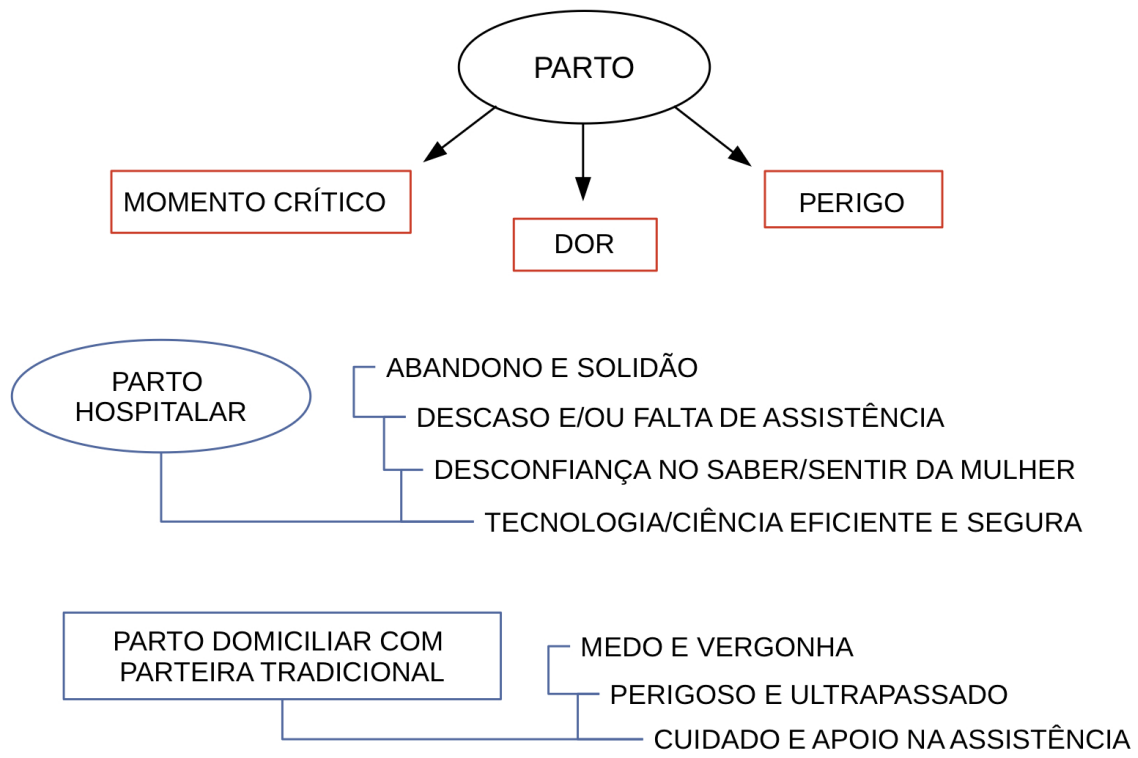 PARTO
MOMENTO CRÍTICO
PERIGO
DOR
PARTO
HOSPITALAR
ABANDONO E SOLIDÃO
DESCASO E/OU FALTA DE ASSISTÊNCIA
DESCONFIANÇA NO SABER/SENTIR DA MULHER
TECNOLOGIA/CIÊNCIA EFICIENTE E SEGURA
PARTO DOMICILIAR COM
PARTEIRA TRADICIONAL
MEDO E VERGONHA
PERIGOSO E ULTRAPASSADO
CUIDADO E APOIO NA ASSISTÊNCIA